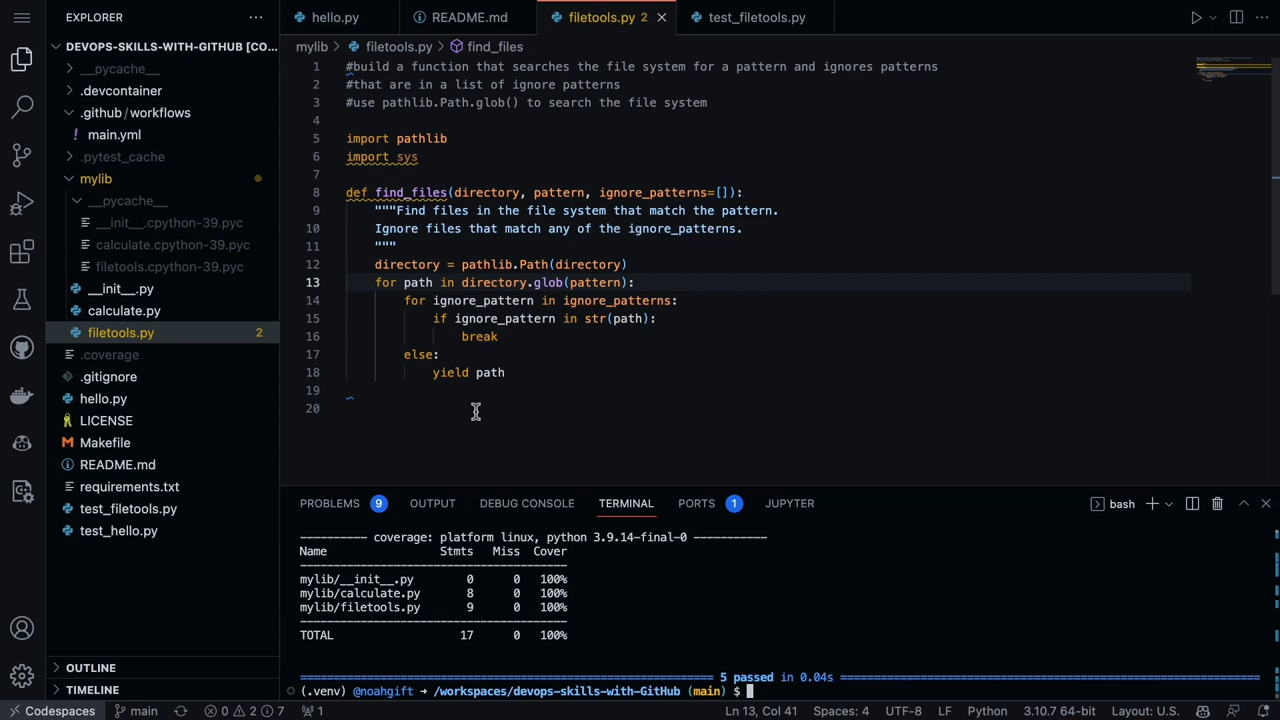 EXPLORER
DEVOPS-SKILLS-WITH-GITHUB [CO...
__pycache__
.devcontainer
.github/workflows
! main.yml
.pytest_cache
mylib
__pycache__
__init__.cpython-39.pyc
calculate.cpython-39.pyc
filetools.cpython-39.pyc
__init__.py
calculate.py
filetools.py 2
.coverage
.gitignore
hello.py
LICENSE
Makefile
README.md
requirements.txt
test_filetools.py
test_hello.py
OUTLINE
TIMELINE
hello.py README.md filetools.py 2 test_filetools.py
mylib > filetools.py > find_files
1 #build a function that searches the file system for a pattern and ignores patterns
2 #that are in a list of ignore patterns
3 #use pathlib.Path.glob() to search the file system
4
5 import pathlib
6 import sys
7
8 def find_files(directory, pattern, ignore_patterns=[]):
9 """Find files in the file system that match the pattern.
10 Ignore files that match any of the ignore_patterns.
11 """
12 directory = pathlib.Path(directory)
13 for path in directory.glob(pattern):
14 for ignore_pattern in ignore_patterns:
15 if ignore_pattern in str(path):
16 break
17 else:
18 yield path
19
20
PROBLEMS 9 OUTPUT DEBUG CONSOLE TERMINAL PORTS 1 JUPYTER bash
---------- coverage: platform linux, python 3.9.14-final-0 -----------
Name Stmts Miss Cover
-------------------------------------
mylib/__init__.py 0 0 100%
mylib/calculate.py 8 0 100%
mylib/filetools.py 9 0 100%
-------------------------------------
TOTAL 17 0 100%
5 passed in 0.04s
(.venv) @noahgift → /workspaces/devops-skills-with-GitHub (main) $
Codespaces main 0 2 7 1 Ln 13, Col 41 Spaces: 4 UTF-8 LF Python 3.10.7 64-bit Layout: U.S.